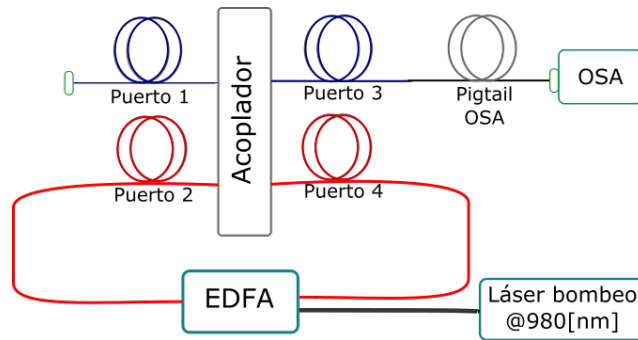 Puerto 1
Acoplador
Puerto 3
Pigtail
OSA
OSA
Puerto 2
Puerto 4
EDFA
Láser bombeo
@980[nm]